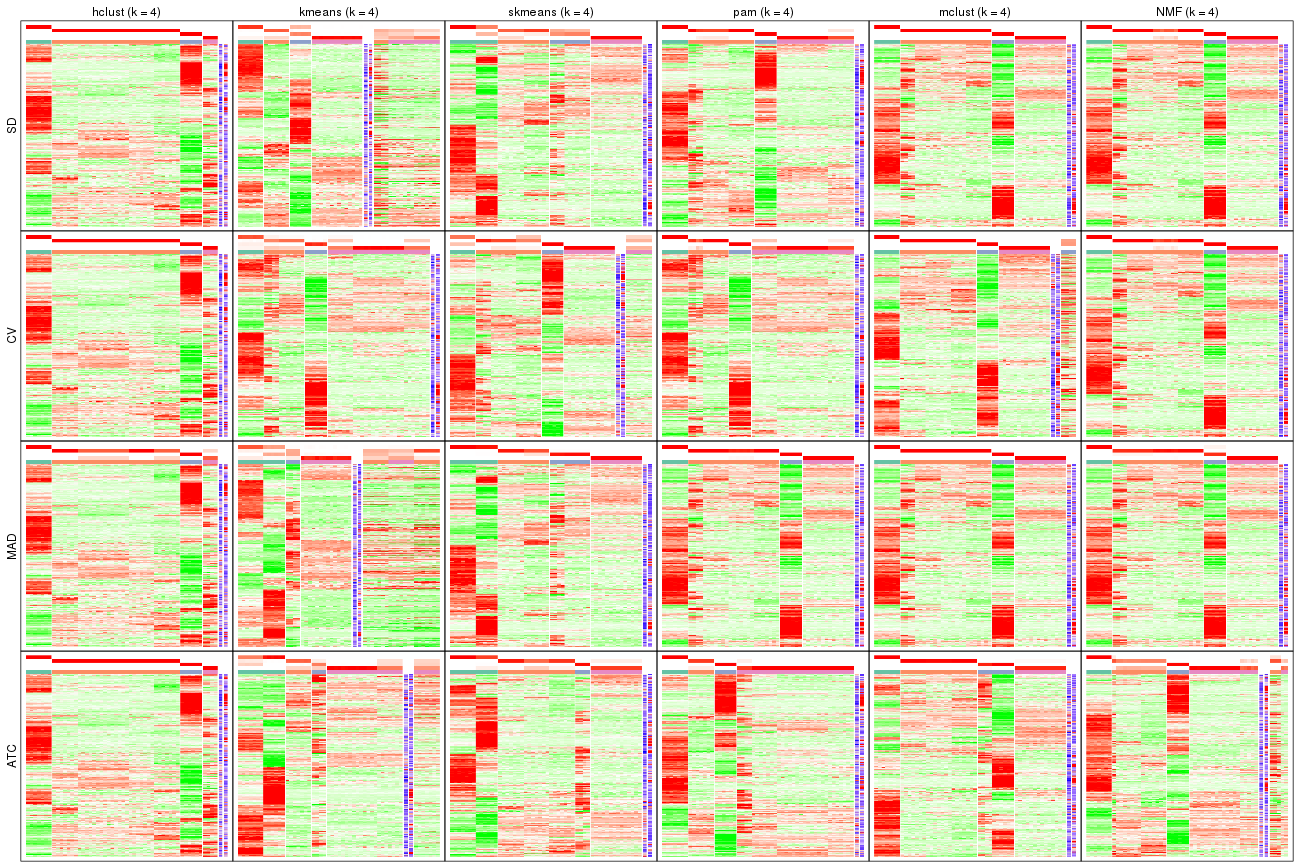 hclust (k = 4) kmeans (k = 4) skmeans (k = 4) pam (k = 4) mclust (k = 4) NMF (k = 4)
SD
CV
MAD
ATC